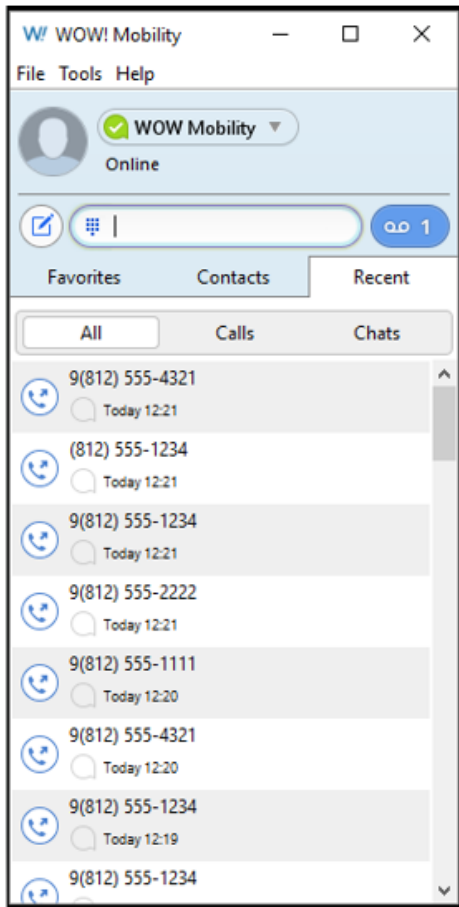 W! WOW! Mobility
File Tools Help
WOW Mobility
Online
1
Favorites Contacts Recent
All Calls Chats
9(812) 555-4321
Today 12:21
(812) 555-1234
Today 12:21
9(812) 555-1234
Today 12:21
9(812) 555-2222
Today 12:21
9(812) 555-1111
Today 12:20
9(812) 555-4321
Today 12:20
9(812) 555-1234
Today 12:19
9(812) 555-1234